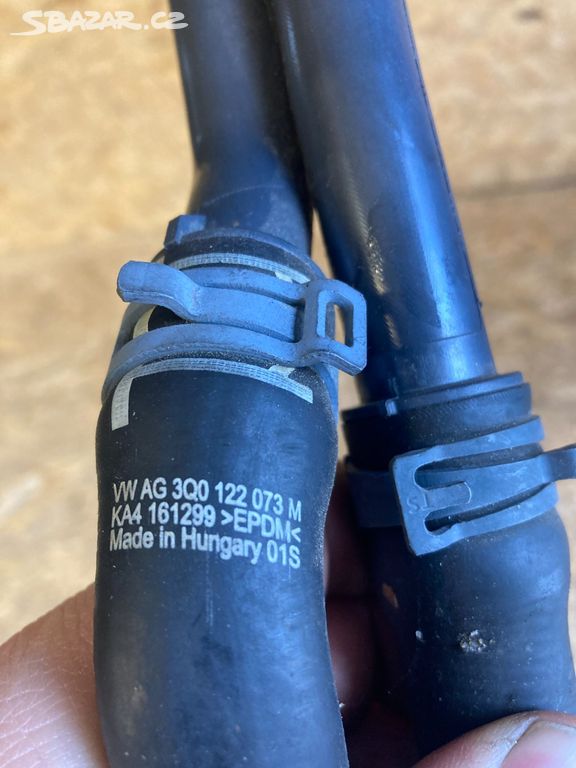 SBAZAR.CZ
VW AG 3Q0 122 073 M
KA4 161299 >EPDM<
Made in Hungary 01S